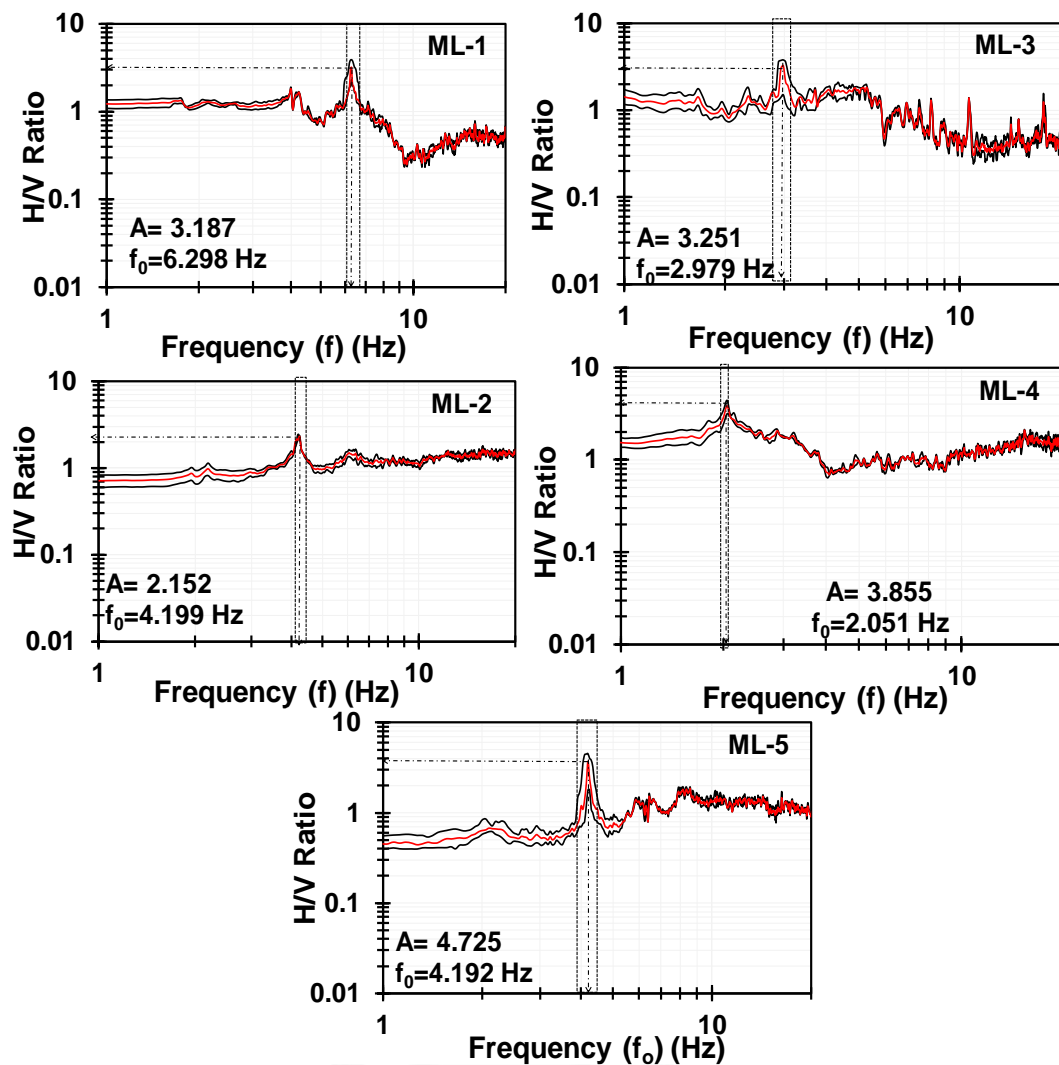 ML-1
10
1
0.1
0.01
H/V Ratio
A= 3.187
f₀=6.298 Hz
1
10
Frequency (f) (Hz)
ML-3
10
1
0.1
0.01
H/V Ratio
A= 3.251
f₀=2.979 Hz
1
10
Frequency (f) (Hz)
ML-2
10
1
0.1
0.01
H/V Ratio
A= 2.152
f₀=4.199 Hz
1
10
Frequency (f) (Hz)
ML-4
10
1
0.1
0.01
H/V Ratio
A= 3.855
f₀=2.051 Hz
1
10
Frequency (f) (Hz)
ML-5
10
1
0.1
0.01
H/V Ratio
A= 4.725
f₀=4.192 Hz
1
10
Frequency (fₒ) (Hz)